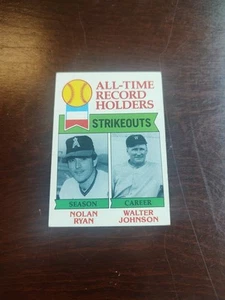 ALL-TIME
RECORD
HOLDERS
STRIKEOUTS
SEASON CAREER
NOLAN RYAN WALTER JOHNSON